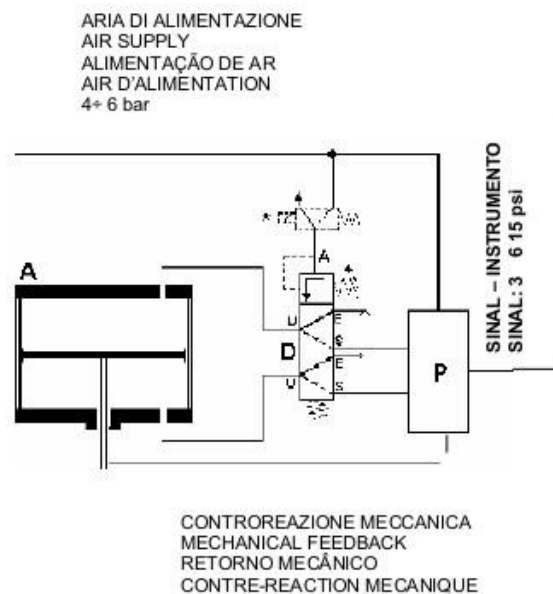 ARIA DI ALIMENTAZIONE
AIR SUPPLY
ALIMENTAÇÃO DE AR
AIR D'ALIMENTATION
4÷ 6 bar
SINAL – INSTRUMENTO
SINAL: 3 6 15 psi
A
A
U
E
S
D
E
U
S
P
CONTROREAZIONE MECCANICA
MECHANICAL FEEDBACK
RETORNO MECÂNICO
CONTRE-REACTION MECANIQUE